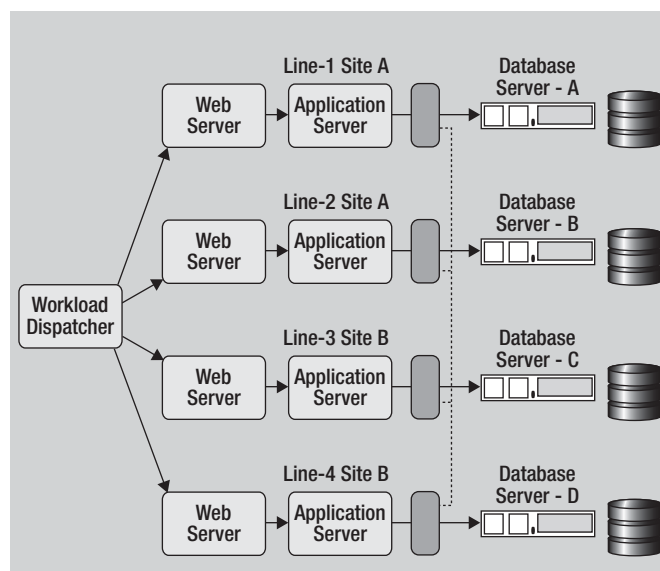 Line-1 Site A
Database
Server - A
Web
Server
Application
Server
Line-2 Site A
Database
Server - B
Web
Server
Application
Server
Workload
Dispatcher
Line-3 Site B
Database
Server - C
Web
Server
Application
Server
Line-4 Site B
Database
Server - D
Web
Server
Application
Server